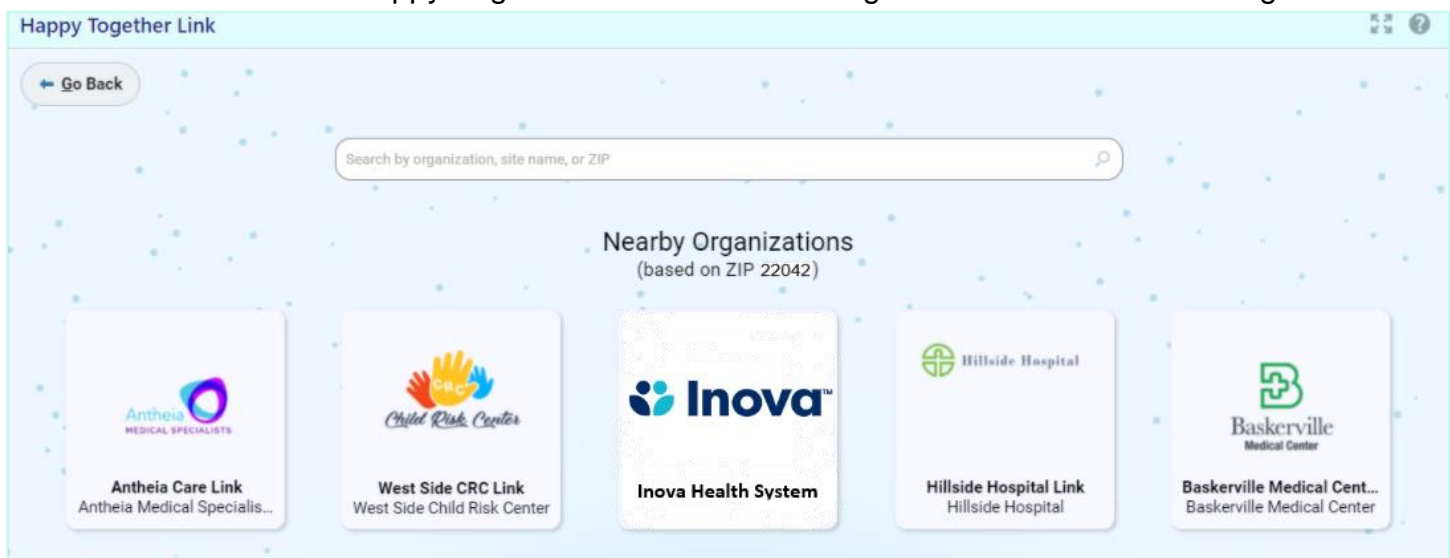 Happy Together Link
Go Back
Search by organization, site name, or ZIP
Nearby Organizations
(based on ZIP 22042)
Antheia
MEDICAL SPECIALISTS
Antheia Care Link
Antheia Medical Specialis...
CRC
Child Risk Center
West Side CRC Link
West Side Child Risk Center
Inova™
Inova Health System
Hillside Hospital
Hillside Hospital Link
Hillside Hospital
Baskerville
Medical Center
Baskerville Medical Cent...
Baskerville Medical Center